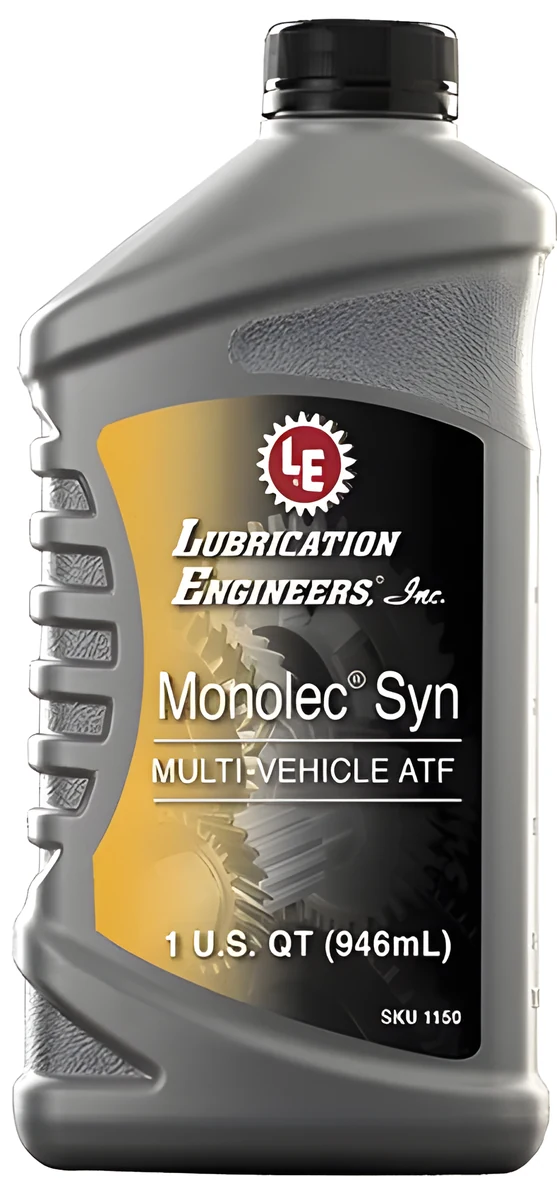 LE
LUBRICATION
ENGINEERS,® Inc.
Monolec® Syn
MULTI-VEHICLE ATF
1 U.S. QT (946mL)
SKU 1150